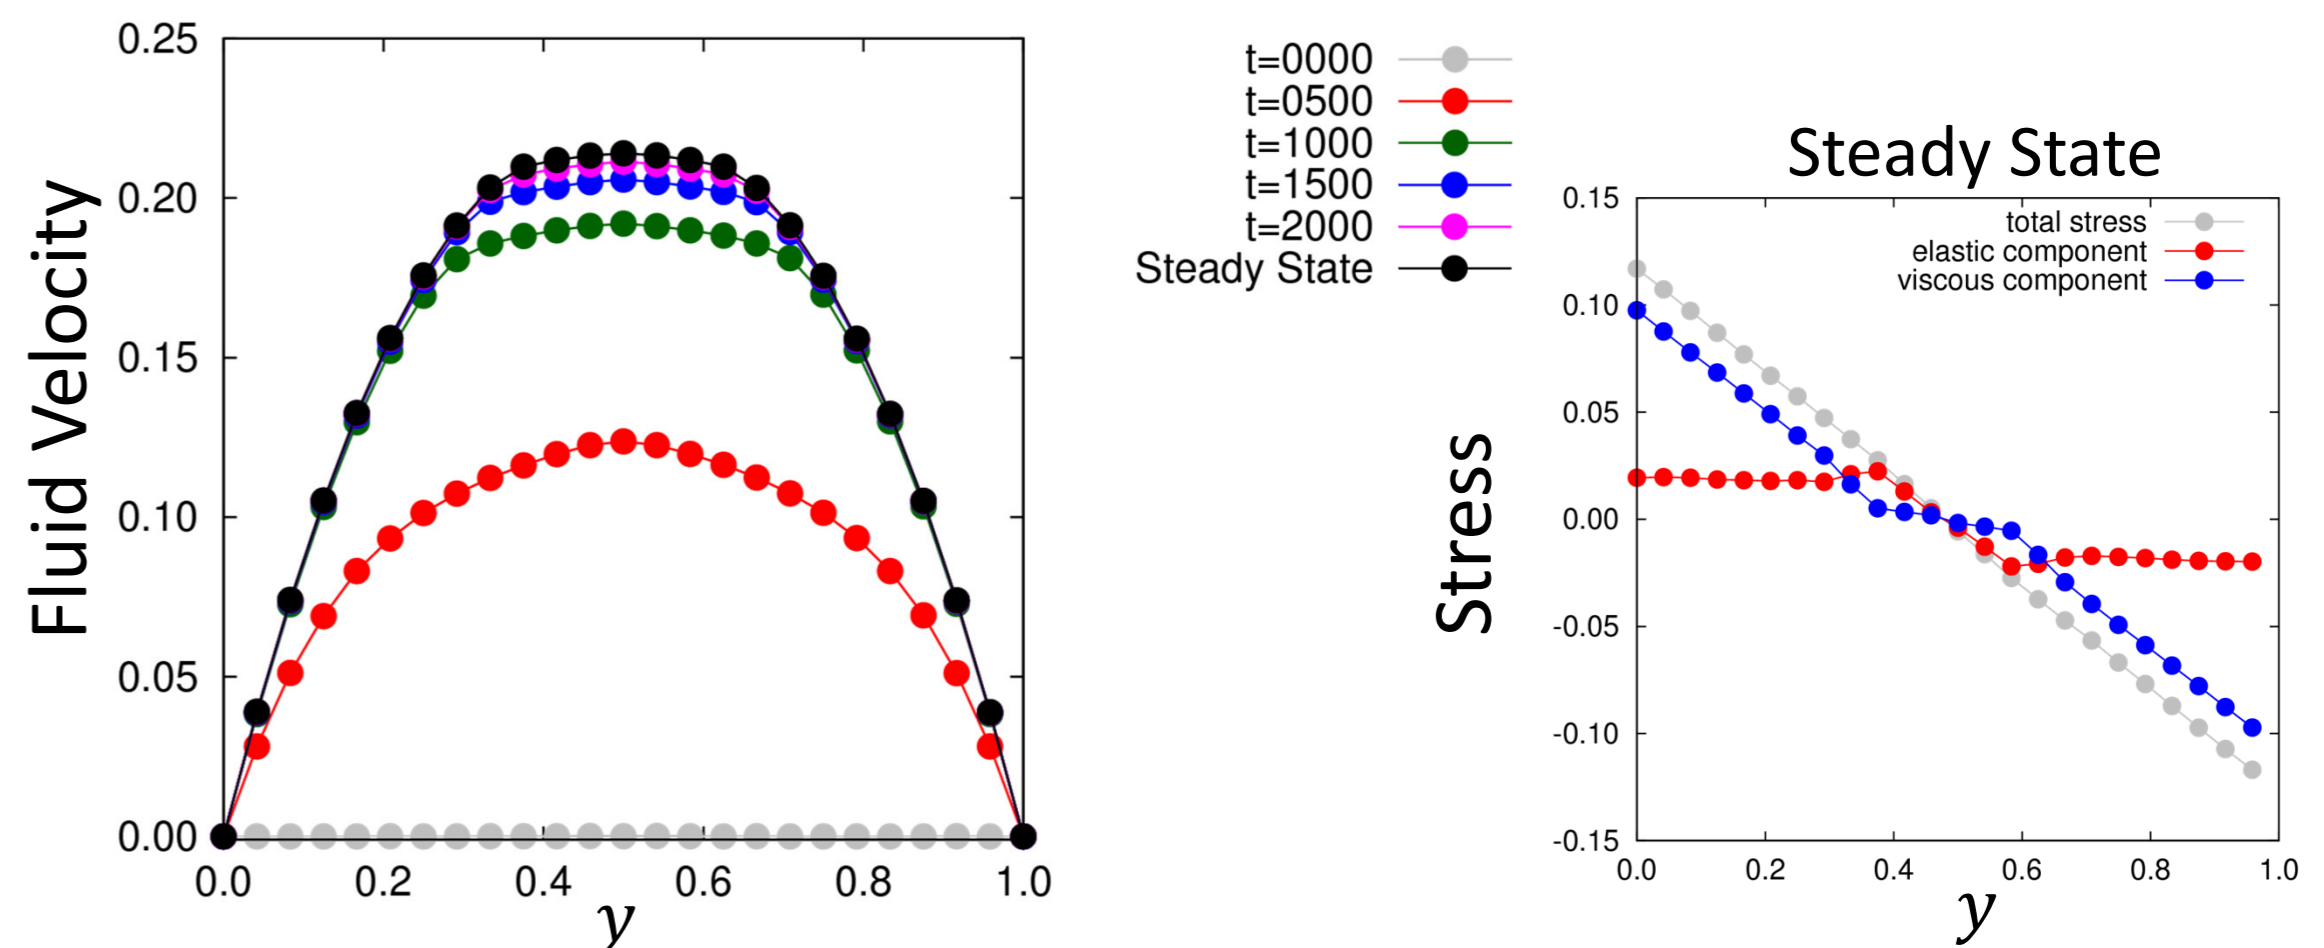 Fluid Velocity
0.25
0.20
0.15
0.10
0.05
0.00
0.0 0.2 0.4 0.6 0.8 1.0
y
t=0000
t=0500
t=1000
t=1500
t=2000
Steady State
Steady State
Stress
0.15
0.10
0.05
0.00
-0.05
-0.10
-0.15
total stress
elastic component
viscous component
0.0 0.2 0.4 0.6 0.8 1.0
y